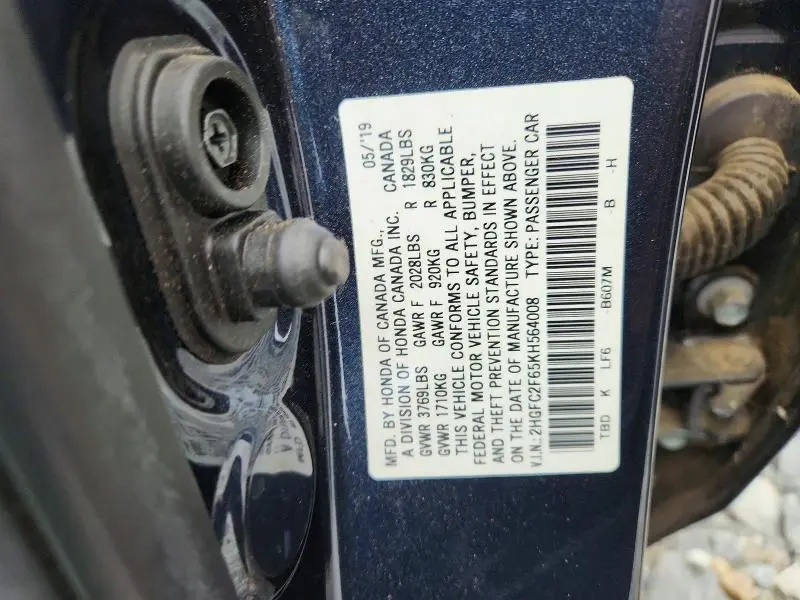 MFD. BY HONDA OF CANADA MFG., 05/'19
A DIVISION OF HONDA CANADA INC. CANADA
GVWR 3769LBS GAWR F 2028LBS R 1829LBS
GVWR 1710KG GAWR F 920KG R 830KG
THIS VEHICLE CONFORMS TO ALL APPLICABLE
FEDERAL MOTOR VEHICLE SAFETY, BUMPER,
AND THEFT PREVENTION STANDARDS IN EFFECT
ON THE DATE OF MANUFACTURE SHOWN ABOVE.
V.I.N.: 2HGFC2F65KH564008 TYPE: PASSENGER CAR
TBD K LF6 -B607M -B -H